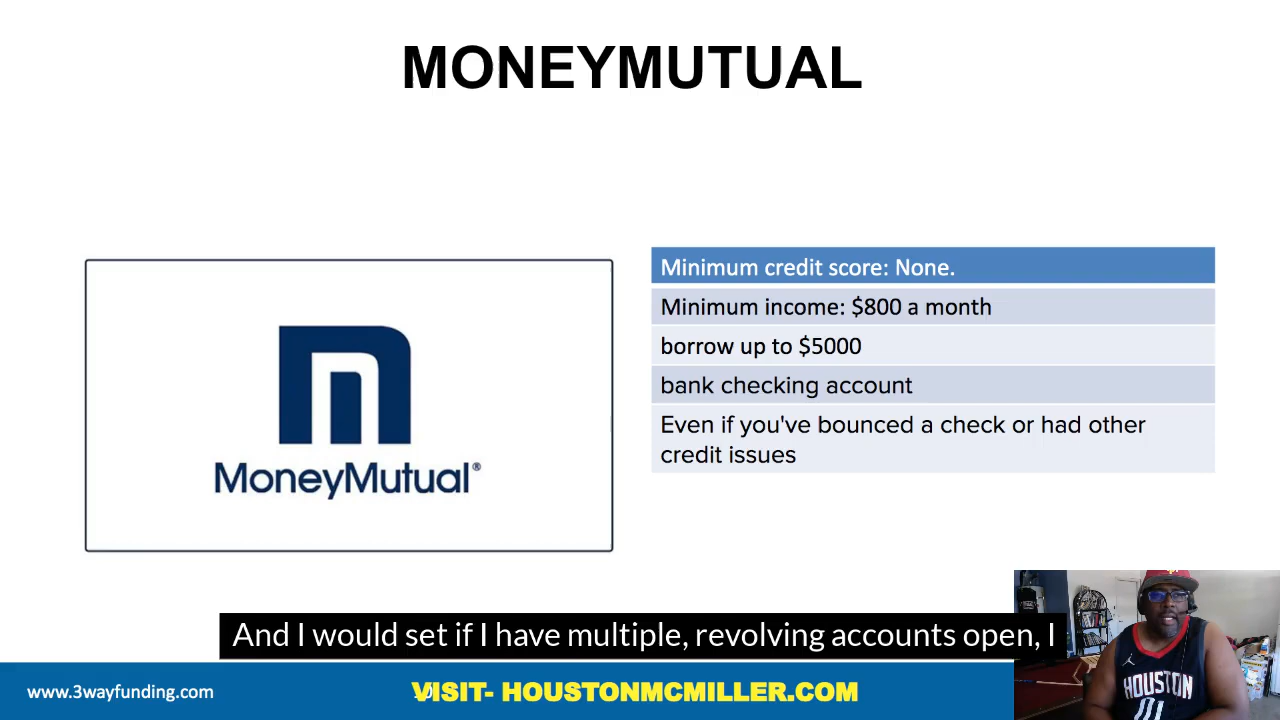 MONEYMUTUAL
MoneyMutual®
Minimum credit score: None.
Minimum income: $800 a month
borrow up to $5000
bank checking account
Even if you've bounced a check or had other
credit issues
And I would set if I have multiple, revolving accounts open, I
www.3wayfunding.com
VISIT- HOUSTONMCMILLER.COM
HOUSTON